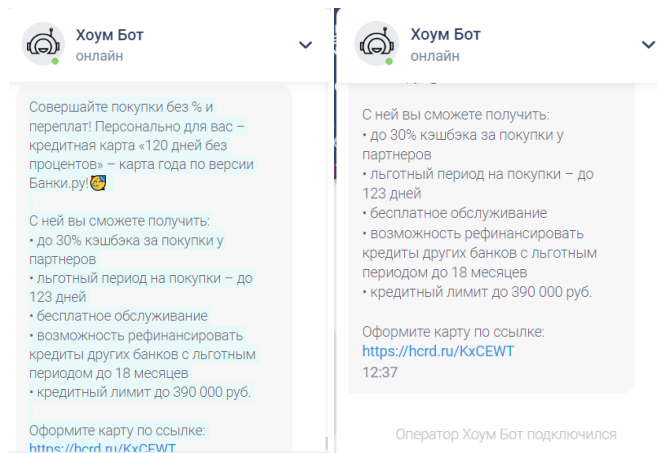 Хоум Бот
онлайн
Совершайте покупки без % и
переплат! Персонально для вас –
кредитная карта «120 дней без
процентов» – карта года по версии
Банки.ру!🥳
С ней вы сможете получить:
• до 30% кэшбэка за покупки у
партнеров
• льготный период на покупки – до
123 дней
• бесплатное обслуживание
• возможность рефинансировать
кредиты других банков с льготным
периодом до 18 месяцев
• кредитный лимит до 390 000 руб.
Оформите карту по ссылке:
https://hcrd.ru/KxCEWT
Хоум Бот
онлайн
С ней вы сможете получить:
• до 30% кэшбэка за покупки у
партнеров
• льготный период на покупки – до
123 дней
• бесплатное обслуживание
• возможность рефинансировать
кредиты других банков с льготным
периодом до 18 месяцев
• кредитный лимит до 390 000 руб.
Оформите карту по ссылке:
https://hcrd.ru/KxCEWT
12:37
Оператор Хоум Бот подключился